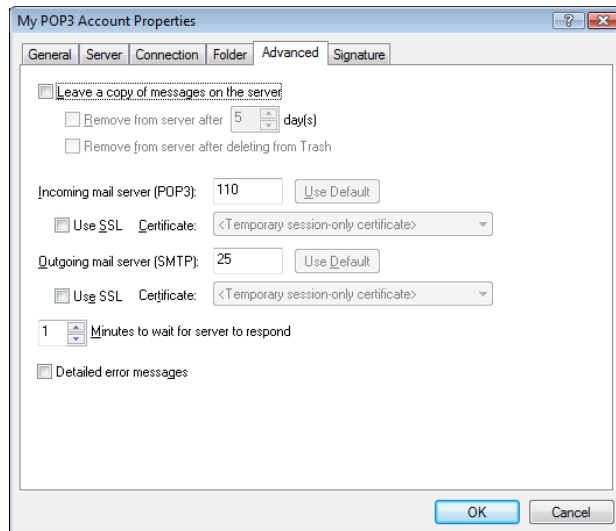 My POP3 Account Properties
General Server Connection Folder Advanced Signature
Leave a copy of messages on the server
Remove from server after 5 day(s)
Remove from server after deleting from Trash
Incoming mail server (POP3): 110 Use Default
Use SSL Certificate: <Temporary session-only certificate>
Outgoing mail server (SMTP): 25 Use Default
Use SSL Certificate: <Temporary session-only certificate>
1 Minutes to wait for server to respond
Detailed error messages
OK Cancel